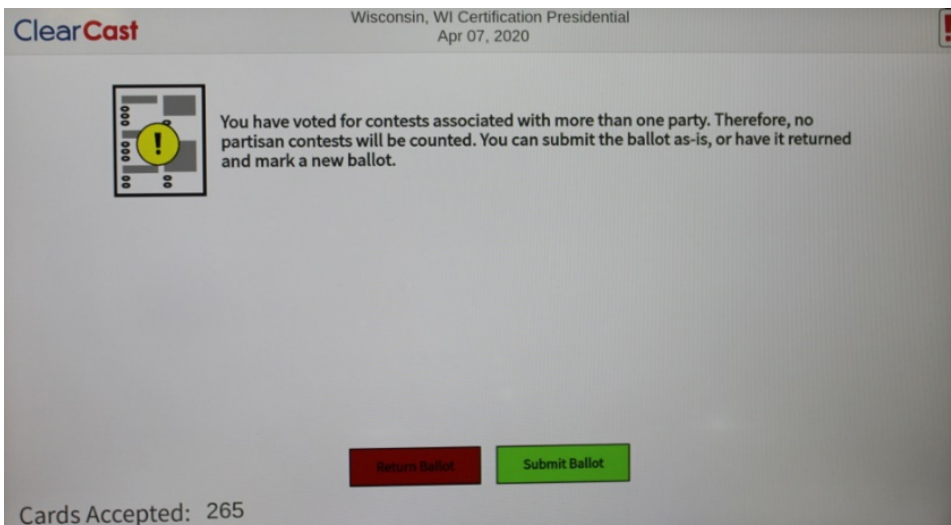 ClearCast
Wisconsin, WI Certification Presidential
Apr 07, 2020
!
!
You have voted for contests associated with more than one party. Therefore, no
partisan contests will be counted. You can submit the ballot as-is, or have it returned
and mark a new ballot.
Return Ballot
Submit Ballot
Cards Accepted: 265